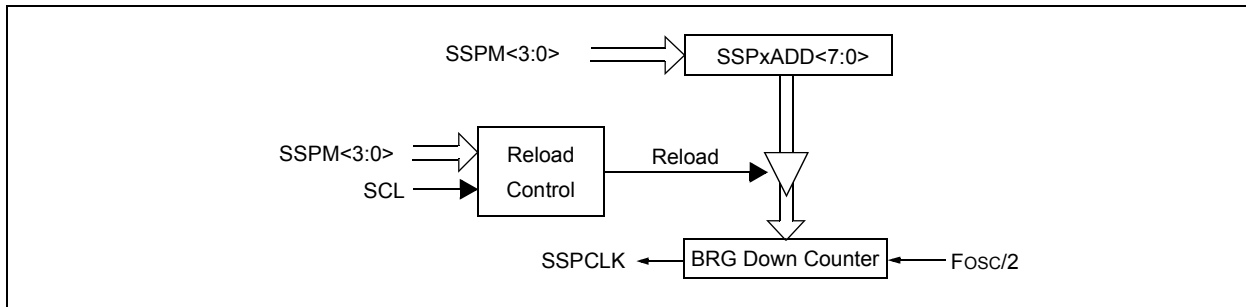 SSPM<3:0>
SSPxADD<7:0>
SSPM<3:0>
SCL
Reload
Control
Reload
SSPCLK
BRG Down Counter
FOSC/2